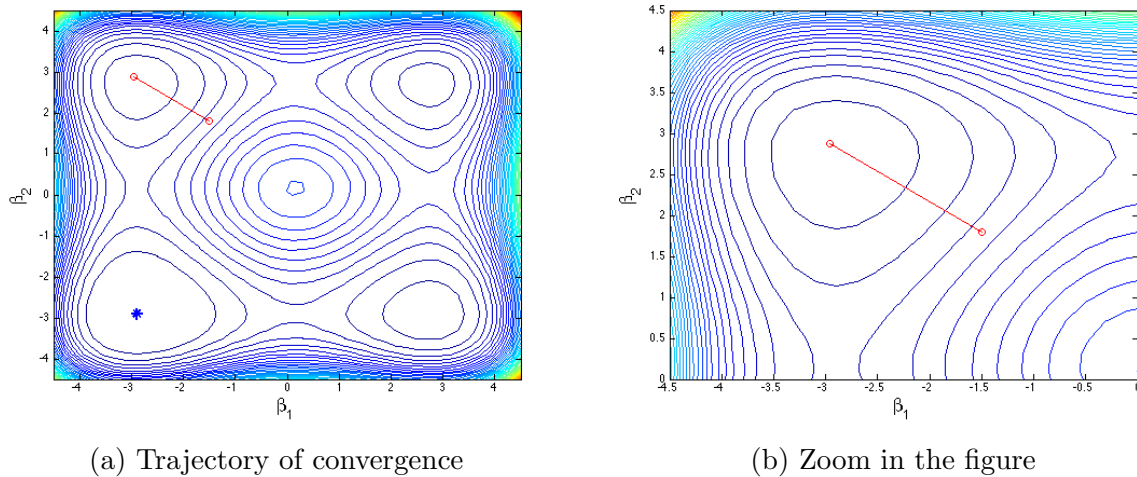 4
3
2
1
0
-1
-2
-3
-4
β2
-4 -3 -2 -1 0 1 2 3 4
β1
(a) Trajectory of convergence
4.5
4
3.5
3
2.5
2
1.5
1
0.5
0
β2
-4.5 -4 -3.5 -3 -2.5 -2 -1.5 -1 -0.5 0
β1
(b) Zoom in the figure